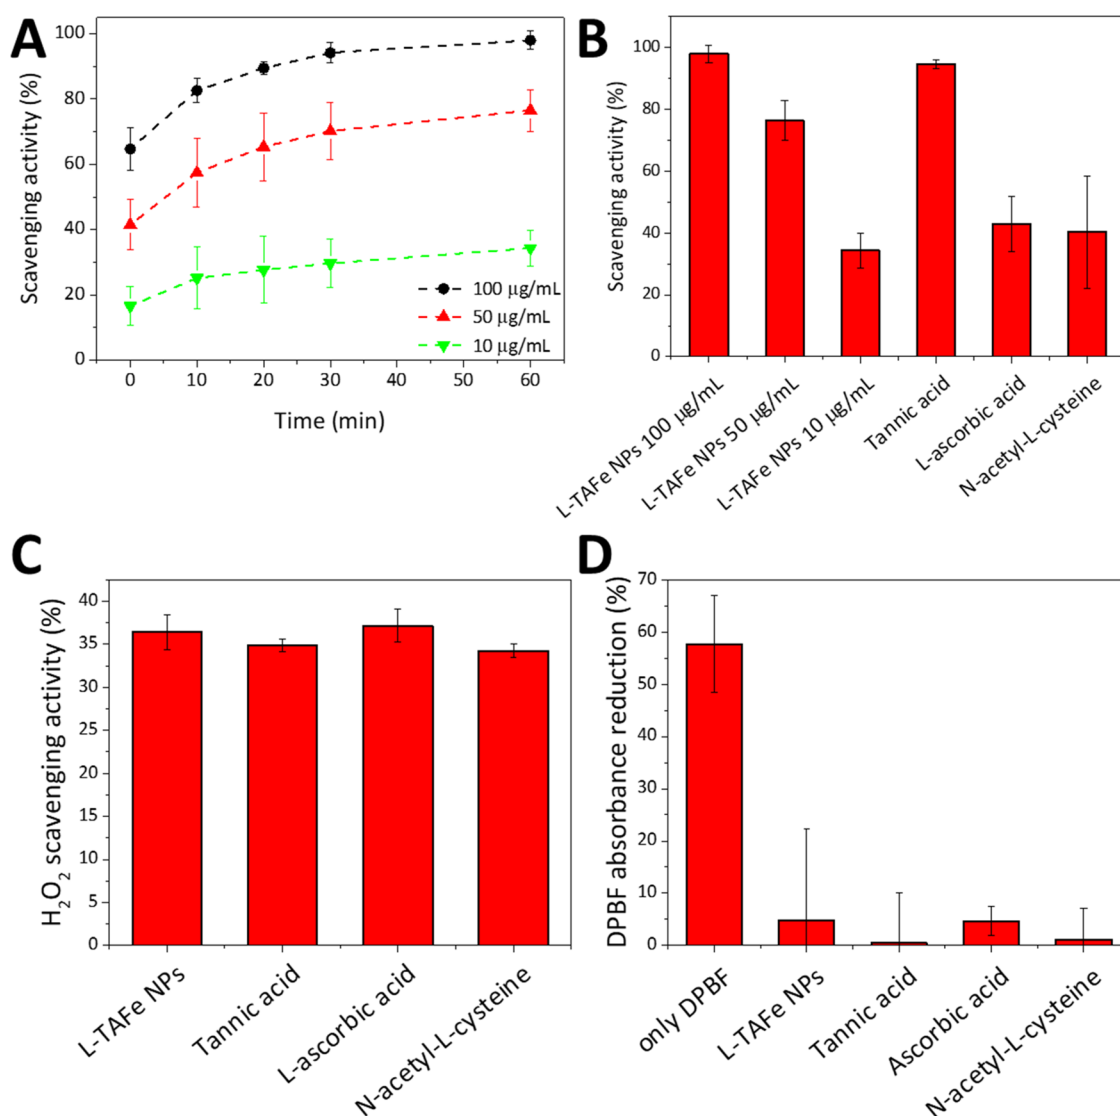 A
Scavenging activity (%)
100
80
60
40
20
0
100 μg/mL
50 μg/mL
10 μg/mL
0 10 20 30 40 50 60
Time (min)
B
Scavenging activity (%)
100
80
60
40
20
0
L-TAFe NPs 100 μg/mL
L-TAFe NPs 50 μg/mL
L-TAFe NPs 10 μg/mL
Tannic acid
L-ascorbic acid
N-acetyl-L-cysteine
C
H₂O₂ scavenging activity (%)
40
35
30
25
20
15
10
5
0
L-TAFe NPs
Tannic acid
L-ascorbic acid
N-acetyl-L-cysteine
D
DPBF absorbance reduction (%)
70
60
50
40
30
20
10
0
only DPBF
L-TAFe NPs
Tannic acid
Ascorbic acid
N-acetyl-L-cysteine